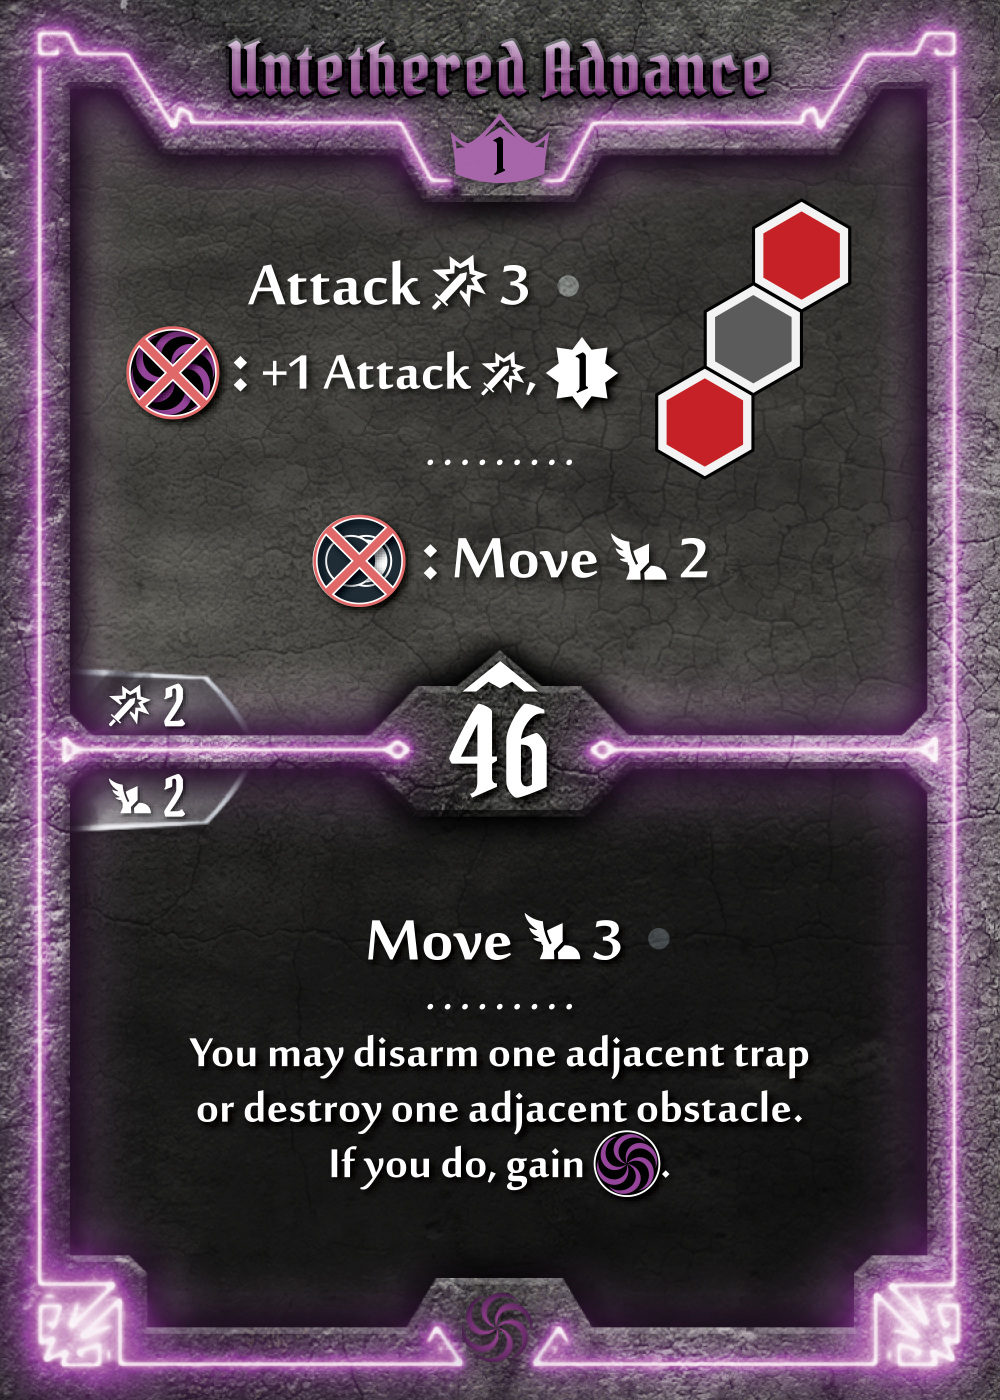 Untethered Advance
1
Attack 3
: +1 Attack , 1
.........
: Move 2
2
46
2
Move 3
.........
You may disarm one adjacent trap
or destroy one adjacent obstacle.
If you do, gain .